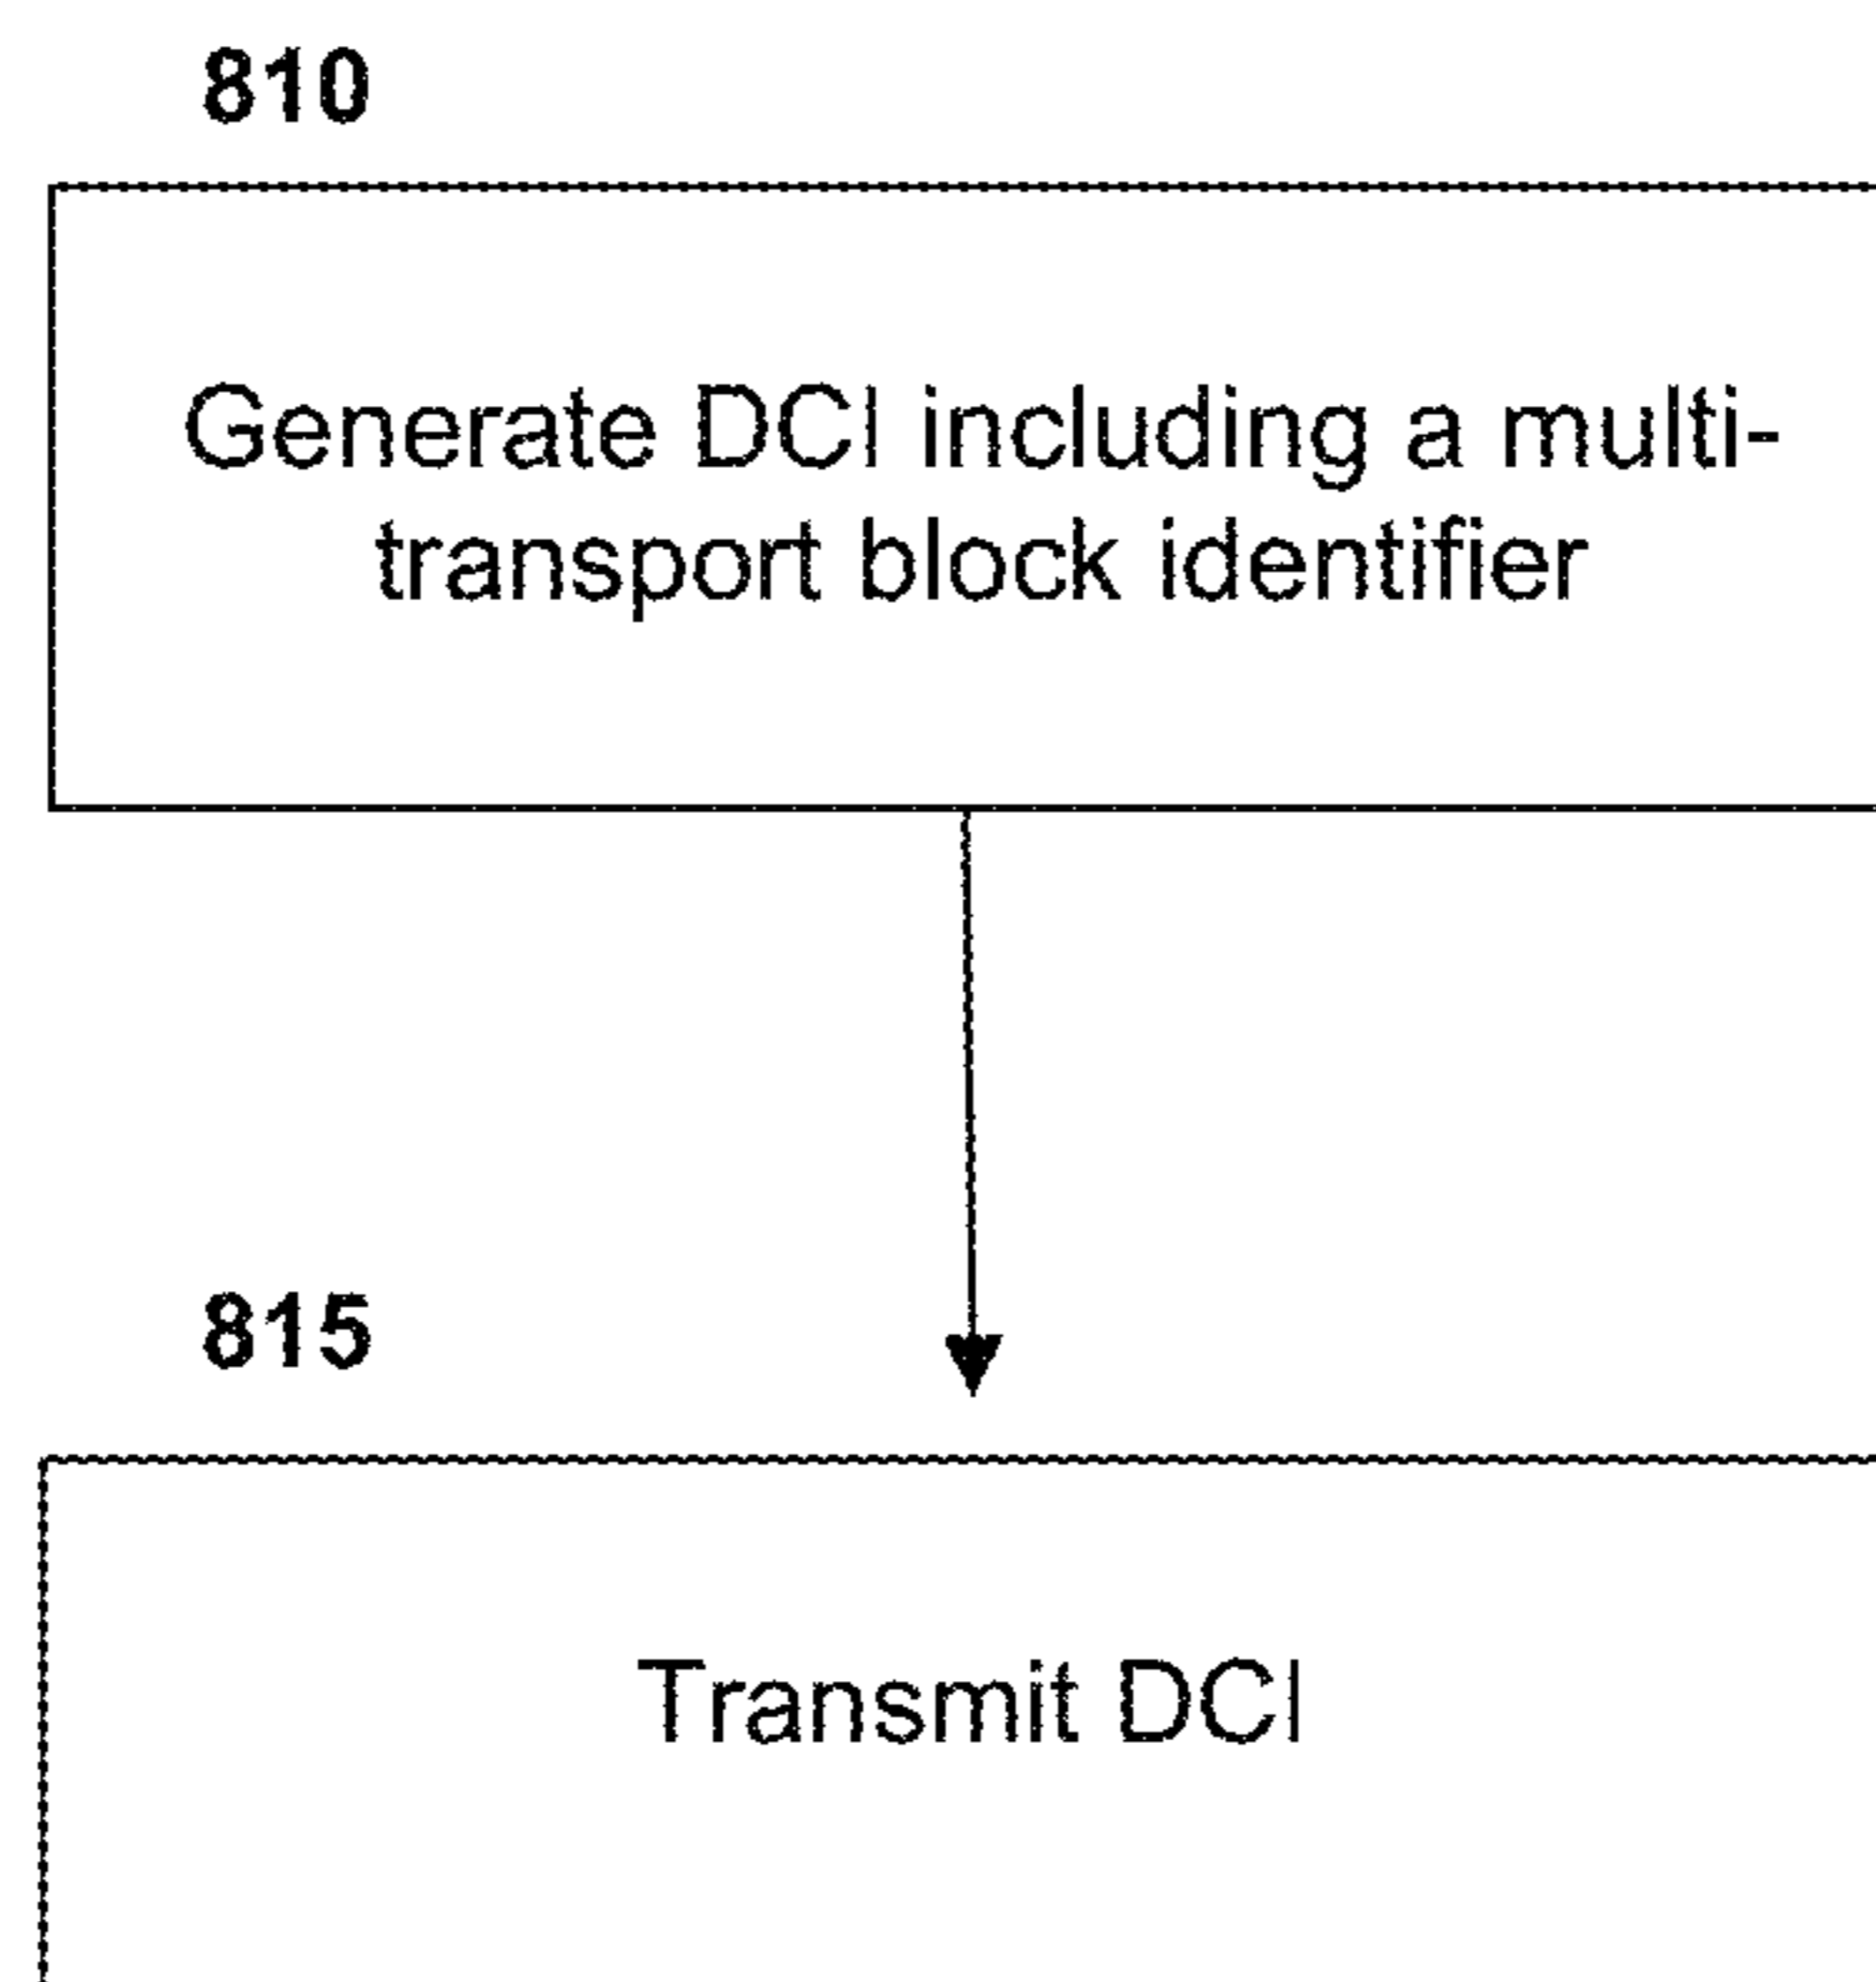 810
Generate DCI including a multi-
transport block identifier
815
Transmit DCI